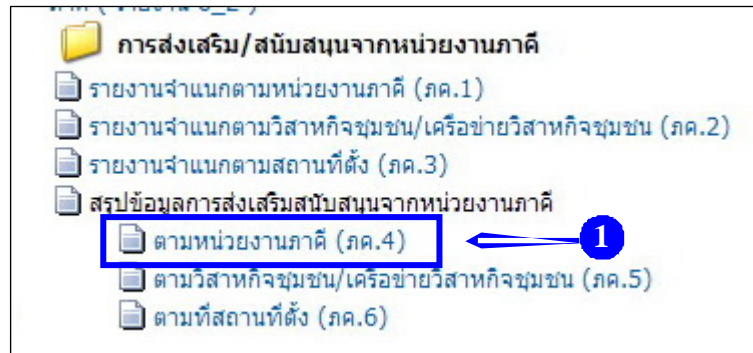 การส่งเสริม/สนับสนุนจากหน่วยงานภาคี
รายงานจำแนกตามหน่วยงานภาคี (ภค.1)
รายงานจำแนกตามวิสาหกิจชุมชน/เครือข่ายวิสาหกิจชุมชน (ภค.2)
รายงานจำแนกตามสถานที่ตั้ง (ภค.3)
สรุปข้อมูลการส่งเสริมสนับสนุนจากหน่วยงานภาคี
ตามหน่วยงานภาคี (ภค.4)
1
ตามวิสาหกิจชุมชน/เครือข่ายวิสาหกิจชุมชน (ภค.5)
ตามที่สถานที่ตั้ง (ภค.6)